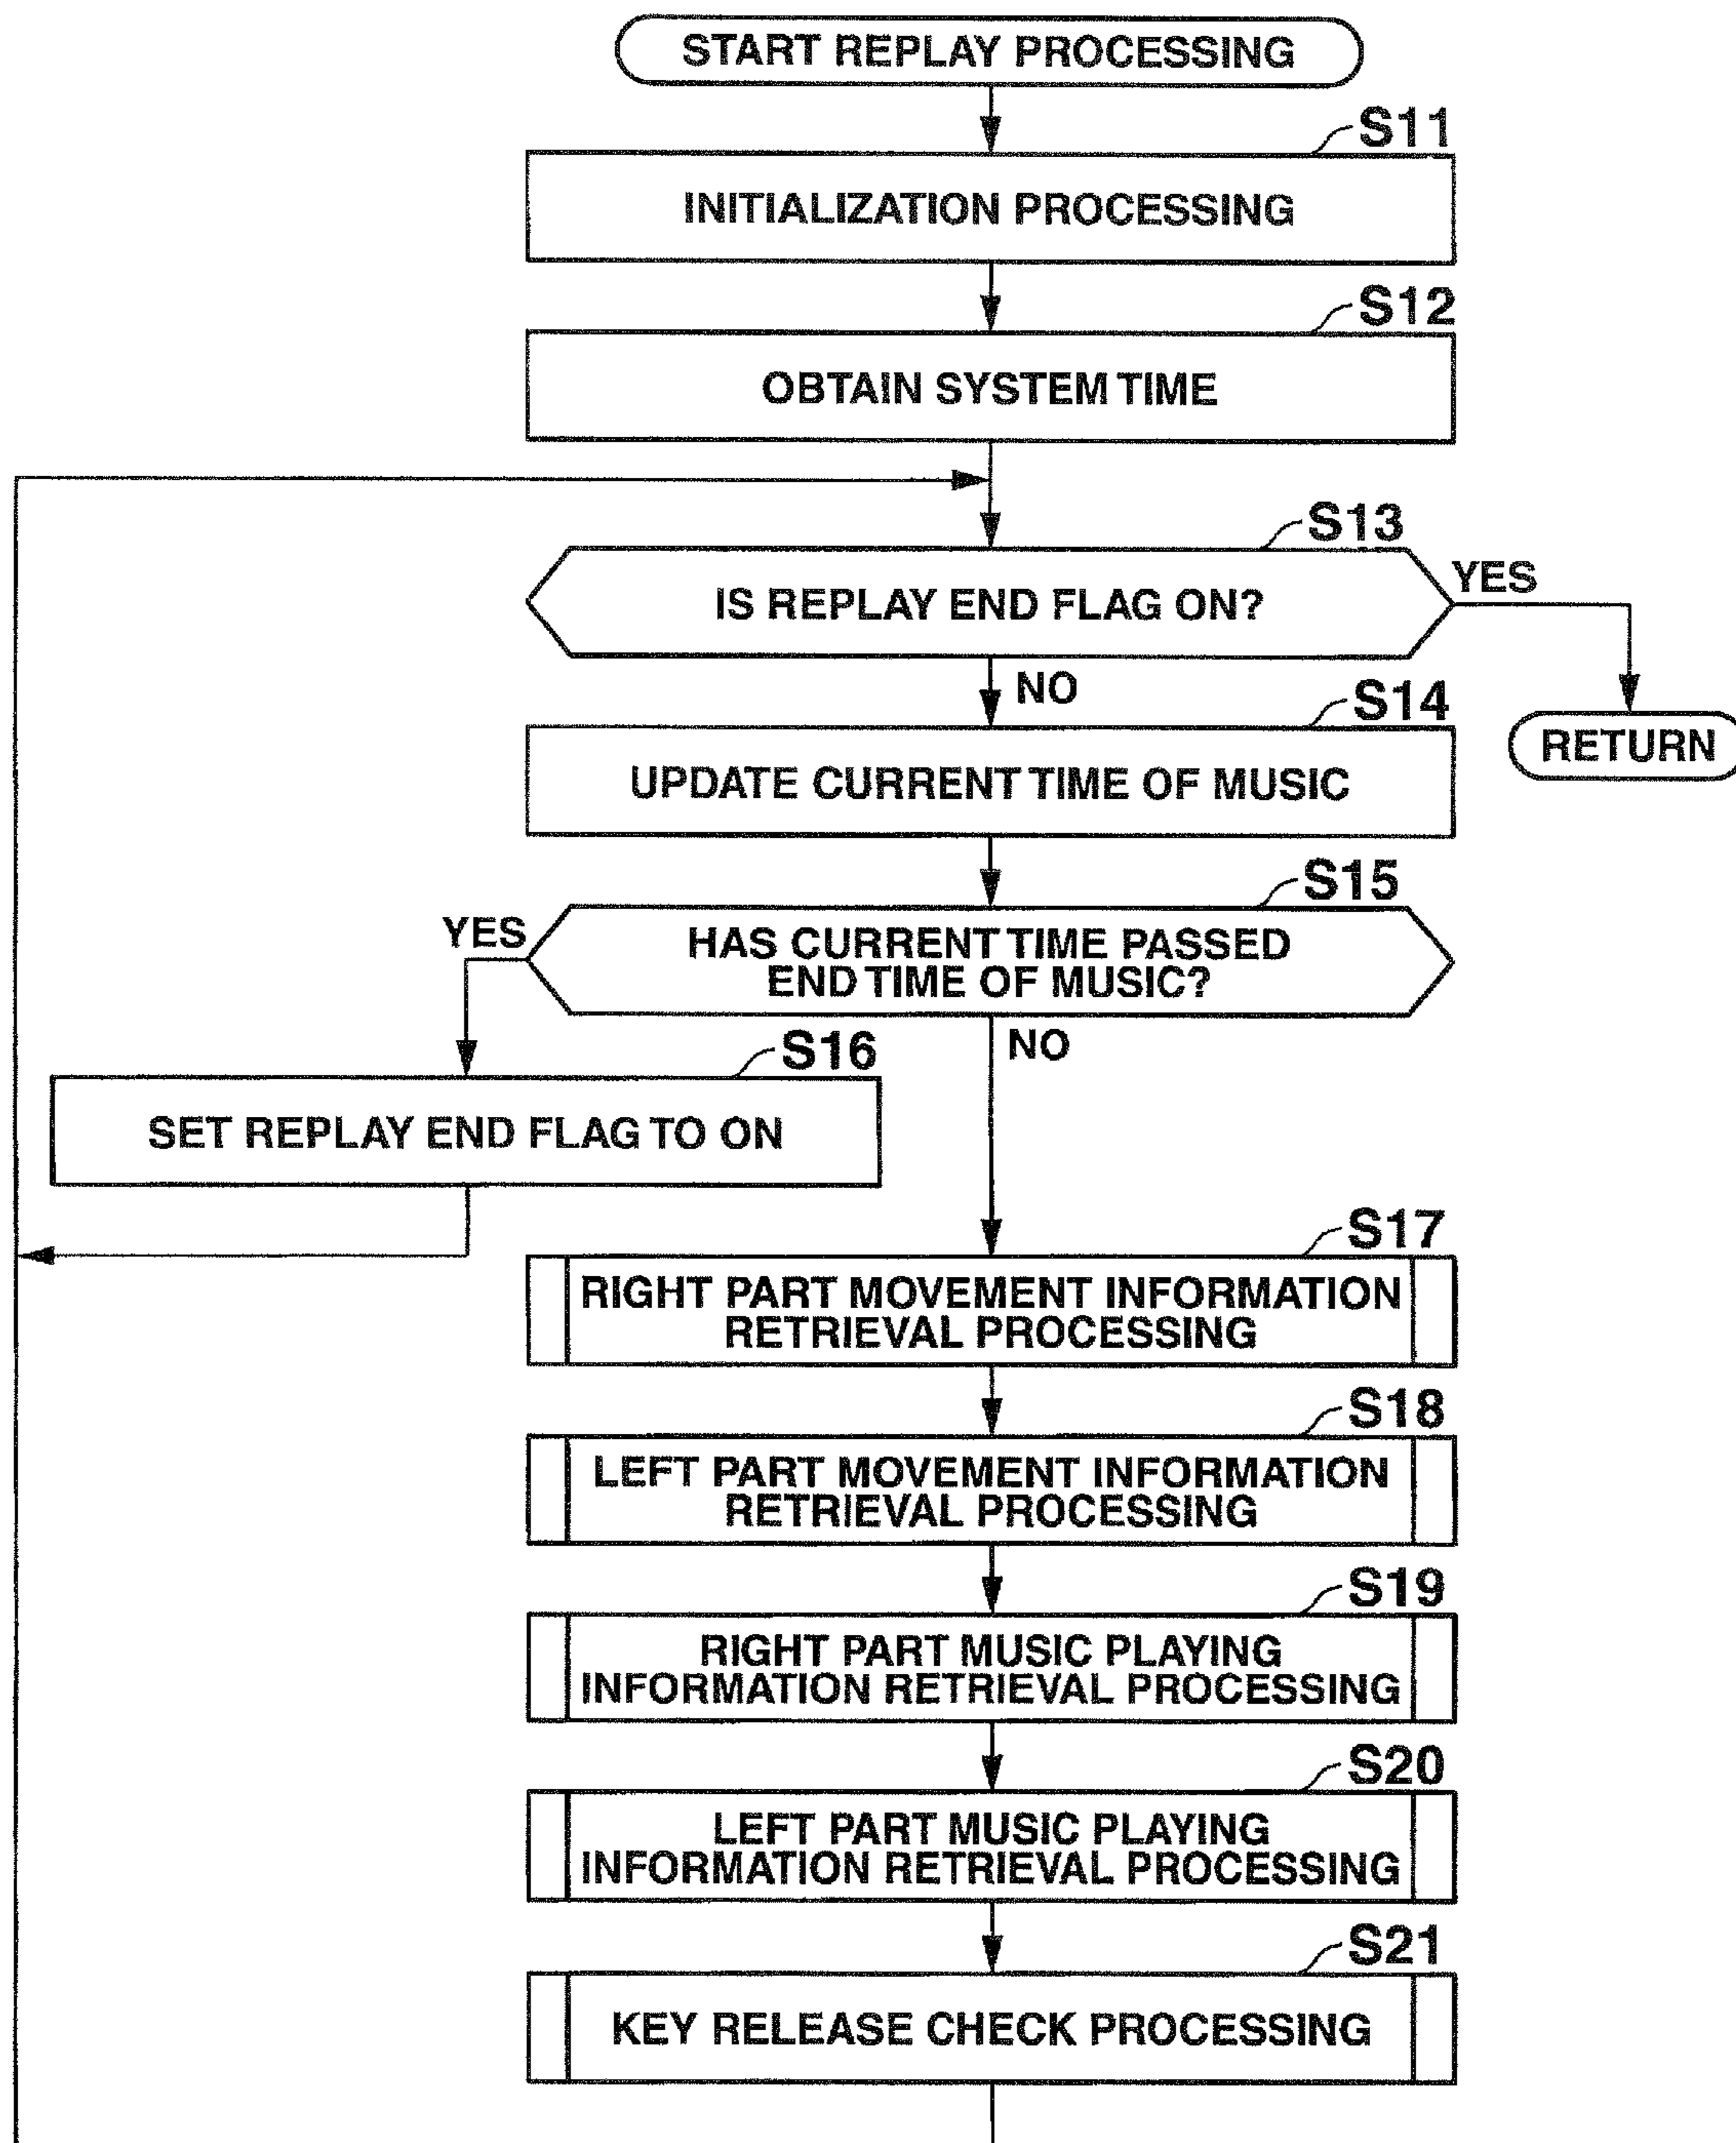 START REPLAY PROCESSING
S11
INITIALIZATION PROCESSING
S12
OBTAIN SYSTEM TIME
S13
IS REPLAY END FLAG ON?
YES
NO
RETURN
S14
UPDATE CURRENT TIME OF MUSIC
S15
YES
HAS CURRENT TIME PASSED
END TIME OF MUSIC?
NO
S16
SET REPLAY END FLAG TO ON
S17
RIGHT PART MOVEMENT INFORMATION
RETRIEVAL PROCESSING
S18
LEFT PART MOVEMENT INFORMATION
RETRIEVAL PROCESSING
S19
RIGHT PART MUSIC PLAYING
INFORMATION RETRIEVAL PROCESSING
S20
LEFT PART MUSIC PLAYING
INFORMATION RETRIEVAL PROCESSING
S21
KEY RELEASE CHECK PROCESSING